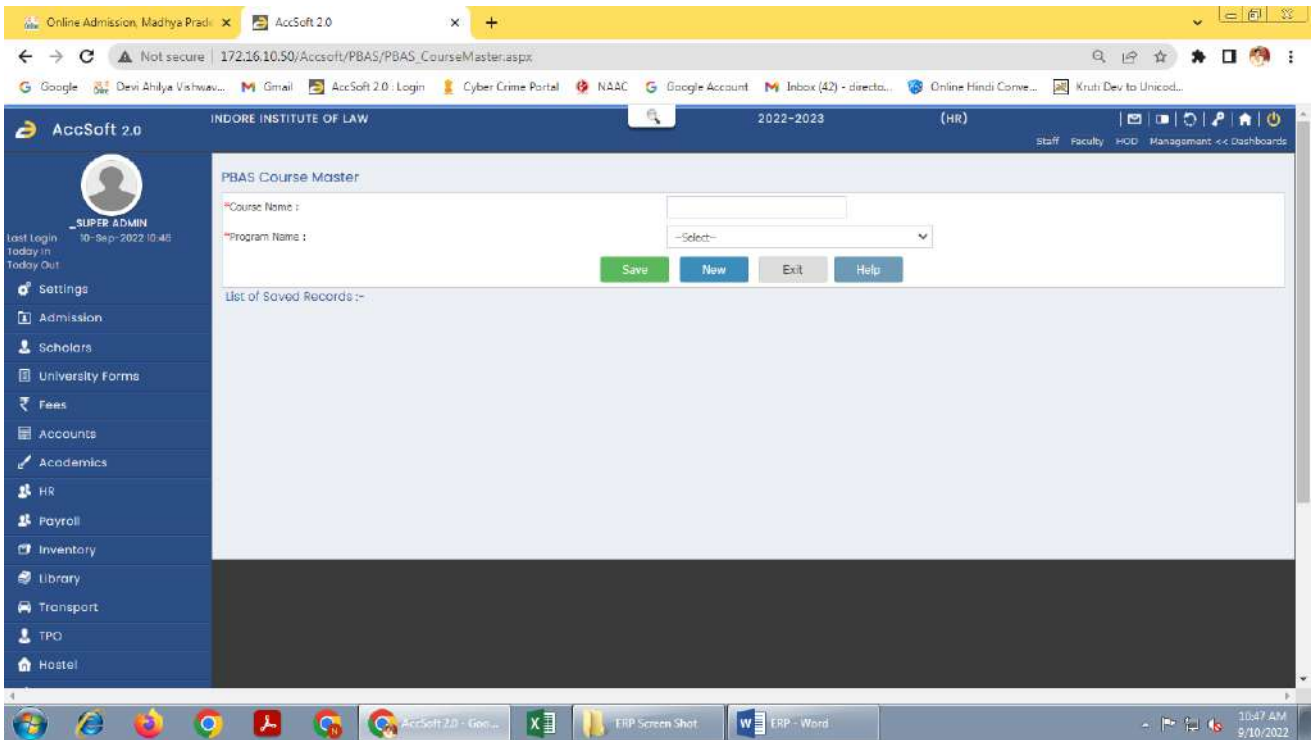 Online Admission, Madhya Prade
AccSoft 2.0
Not secure
172.16.10.50/Accsoft/PBAS/PBAS_CourseMaster.aspx
Google
Devi Ahilya Vishwav...
Gmail
AccSoft 2.0 : Login
Cyber Crime Portal
NAAC
Google Account
Inbox (42) - directo...
Online Hindi Conve...
Kruti Dev to Unicod...
AccSoft 2.0
INDORE INSTITUTE OF LAW
2022-2023
(HR)
Staff Faculty HOD Management << Dashboards
_SUPER ADMIN
Last Login 10-Sep-2022 10:46
Today In
Today Out
Settings
Admission
Scholars
University Forms
Fees
Accounts
Academics
HR
Payroll
Inventory
Library
Transport
TPO
Hostel
PBAS Course Master
*Course Name :
*Program Name :
--Select--
Save
New
Exit
Help
List of Saved Records :-
AccSoft 2.0 - Goo...
ERP Screen Shot
ERP - Word
10:47 AM
9/10/2022